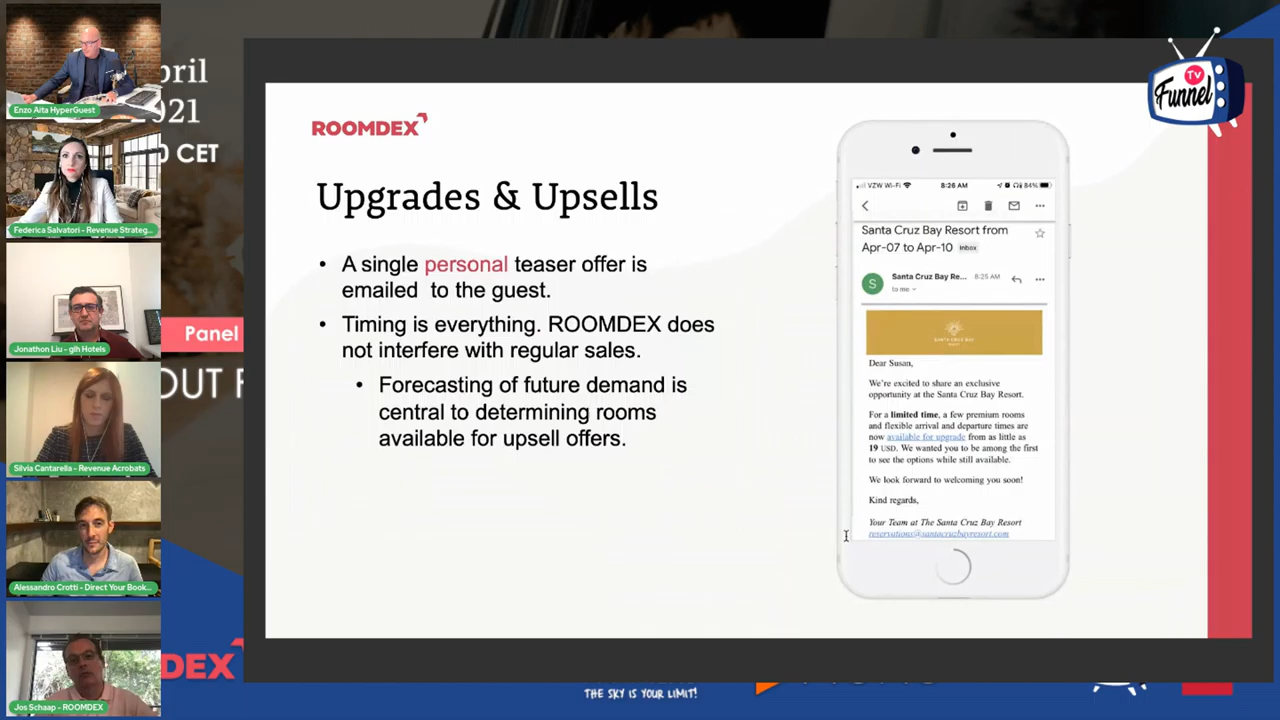 Enzo Aita HyperGuest
Federica Salvatori - Revenue Strateg...
Jonathon Liu - glh Hotels
Silvia Cantarella - Revenue Acrobats
Alessandro Crotti - Direct Your Book...
Jos Schaap - ROOMDEX
CET
Panel
OUT
Tv
Funnel
ROOMDEX
Upgrades & Upsells
• A single personal teaser offer is
emailed to the guest.
• Timing is everything. ROOMDEX does
not interfere with regular sales.
• Forecasting of future demand is
central to determining rooms
available for upsell offers.
VZW Wi-Fi 8:26 AM 84%
Santa Cruz Bay Resort from
Apr-07 to Apr-10 Inbox
S
Santa Cruz Bay Re... 8:25 AM
to me
SANTA CRUZ BAY
Dear Susan,
We're excited to share an exclusive
opportunity at the Santa Cruz Bay Resort.
For a limited time, a few premium rooms
and flexible arrival and departure times are
now available for upgrade from as little as
19 USD. We wanted you to be among the first
to see the options while still available.
We look forward to welcoming you soon!
Kind regards,
Your Team at The Santa Cruz Bay Resort
reservations@santacruzbayresort.com
THE SKY IS YOUR LIMIT!